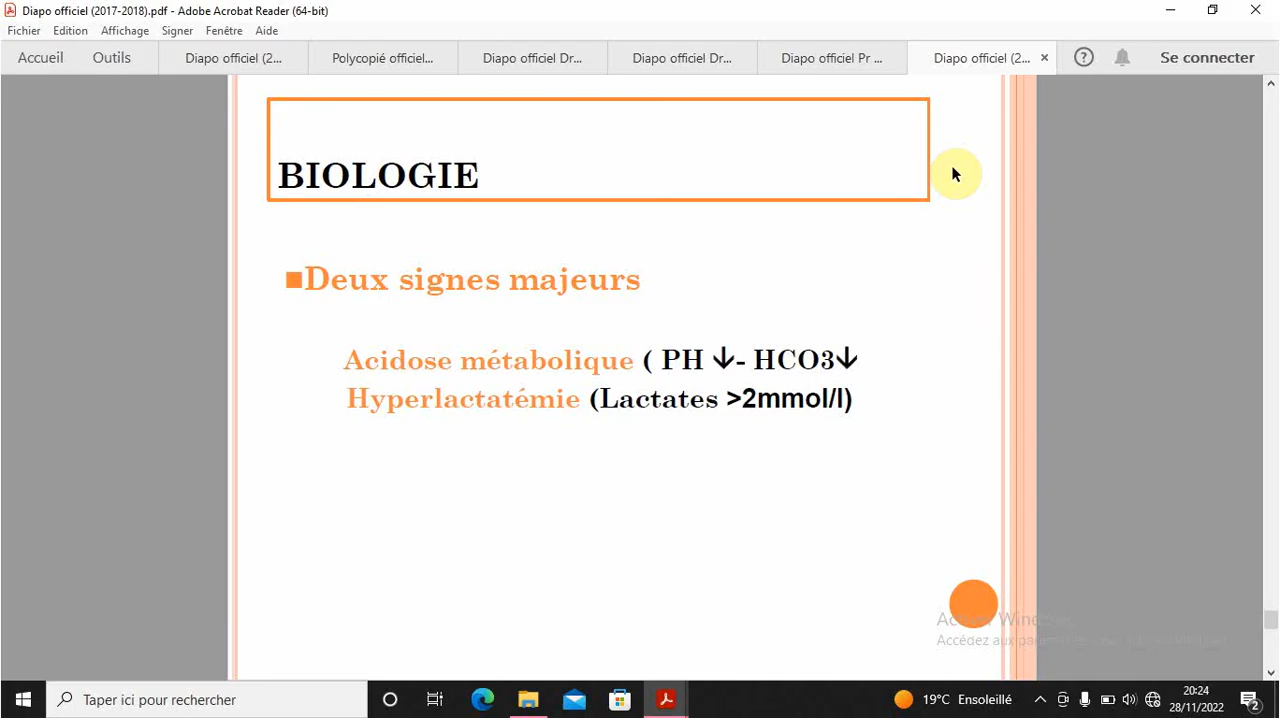 Diapo officiel (2017-2018).pdf - Adobe Acrobat Reader (64-bit)
Fichier Edition Affichage Signer Fenêtre Aide
Accueil Outils Diapo officiel (2... Polycopié officiel... Diapo officiel Dr... Diapo officiel Dr... Diapo officiel Pr ... Diapo officiel (2... × ? Se connecter
BIOLOGIE
■Deux signes majeurs
Acidose métabolique ( PH ↓- HCO3↓
Hyperlactatémie (Lactates >2mmol/l)
Accédez aux
Taper ici pour rechercher
19°C Ensoleillé
20:24
28/11/2022
2